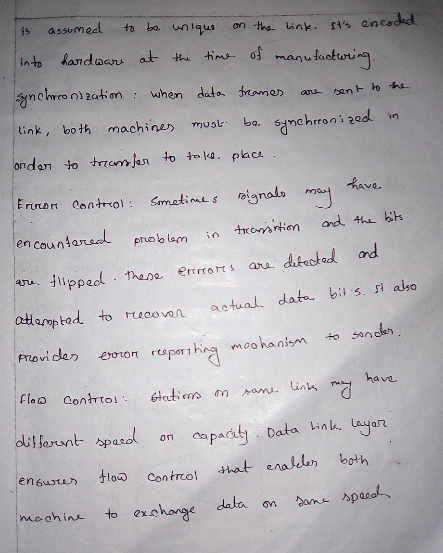 is assumed to be unique on the link. It's encoded
into hardware at the time of manufacturing.
Synchronization : when data frames are sent to the
link, both machines must be synchronized in
order to transfer to take place.
Error Control : Sometimes signals may have
encountered problem in transition and the bits
are flipped. These errors are detected and
attempted to recover actual data bits. It also
provides error reporting mechanism to sender.
Flow Control : Stations on same link may have
different speed or capacity. Data link layer
ensures flow control that enables both
machine to exchange data on same speed.